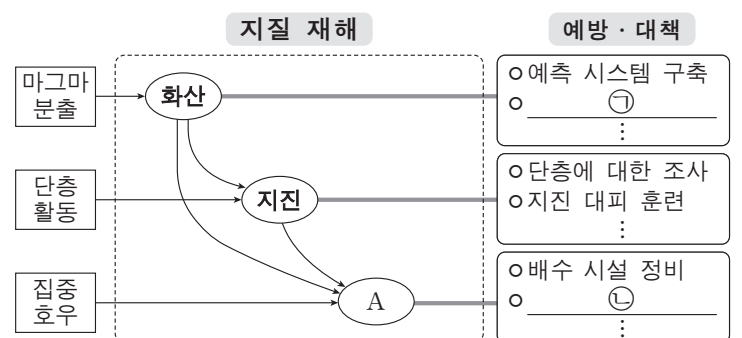 지질 재해
예방 · 대책
마그마
분출
화산
예측 시스템 구축
㉠
⋮
단층
활동
지진
단층에 대한 조사
지진 대피 훈련
⋮
집중
호우
A
배수 시설 정비
㉡
⋮